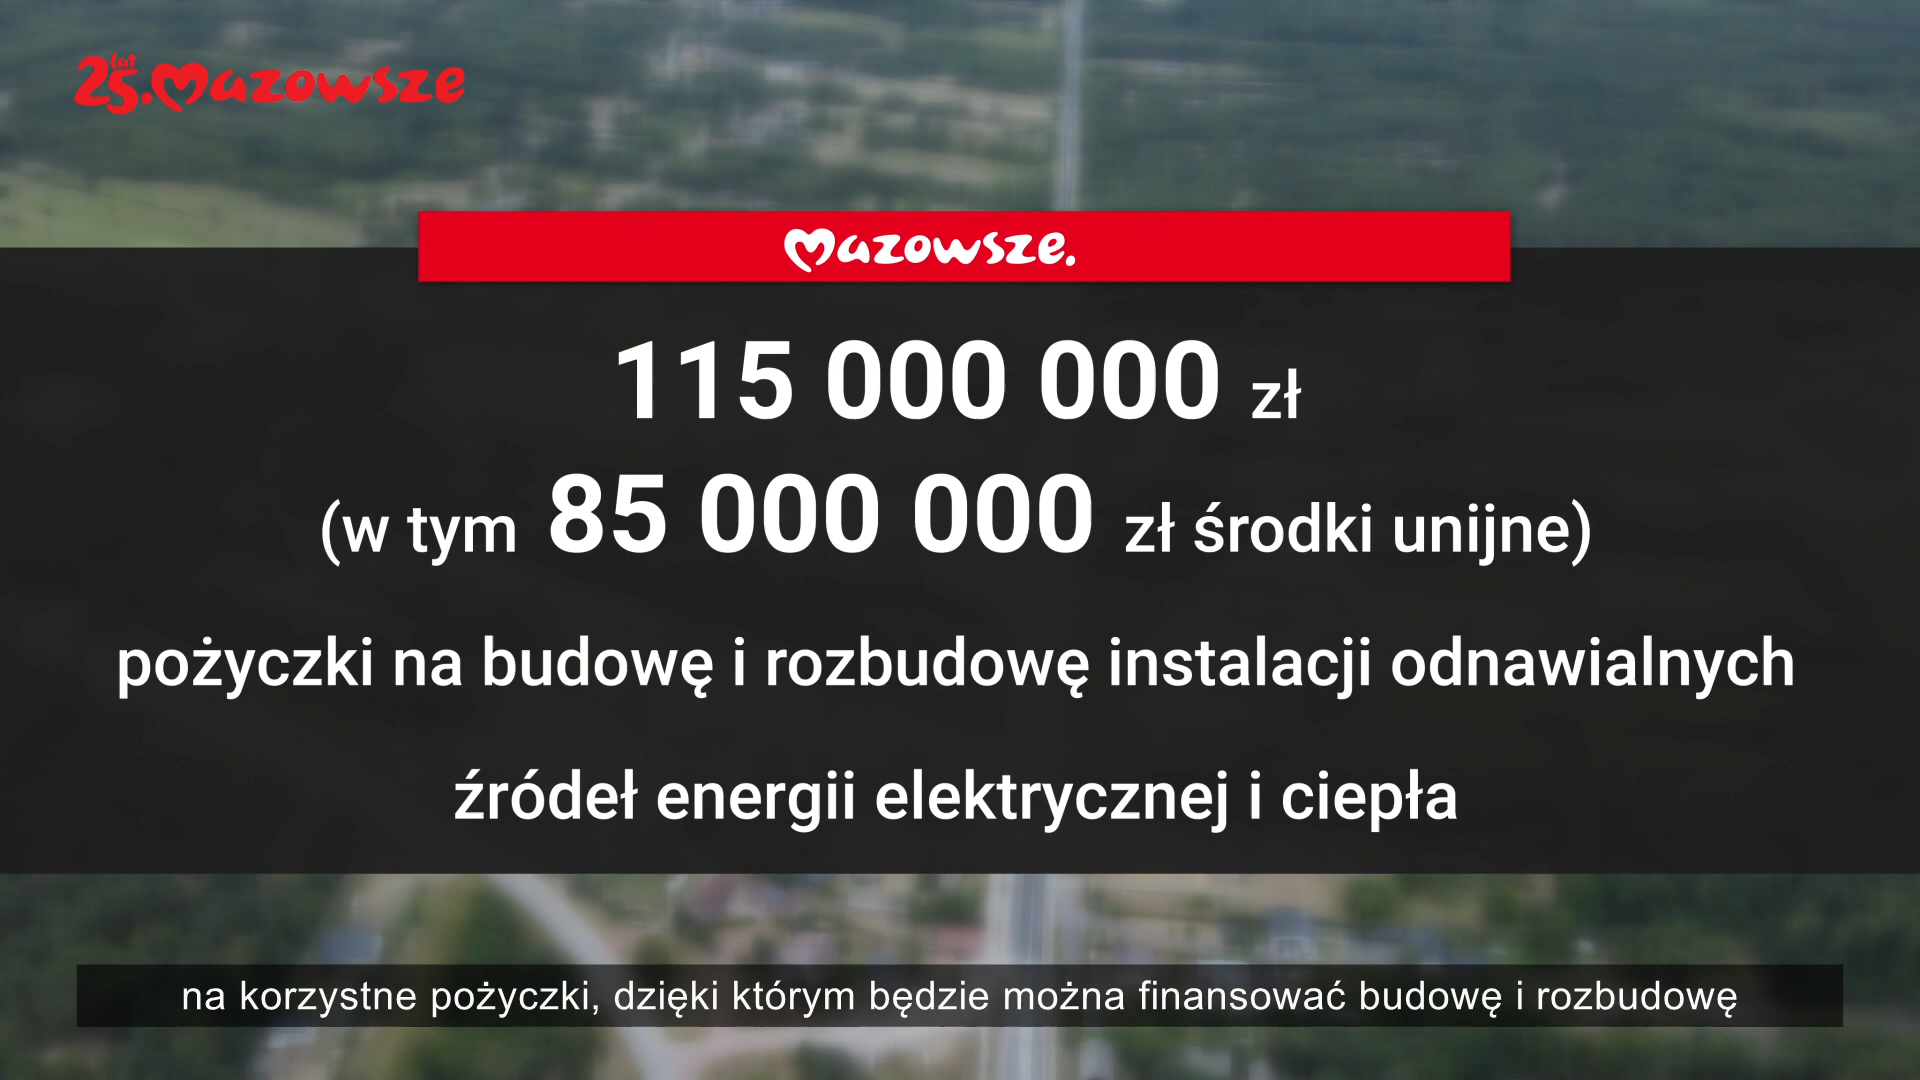 25 lat. Mazowsze
Mazowsze.
115 000 000 zł
(w tym 85 000 000 zł środki unijne)
pożyczki na budowę i rozbudowę instalacji odnawialnych
źródeł energii elektrycznej i ciepła
na korzystne pożyczki, dzięki którym będzie można finansować budowę i rozbudowę